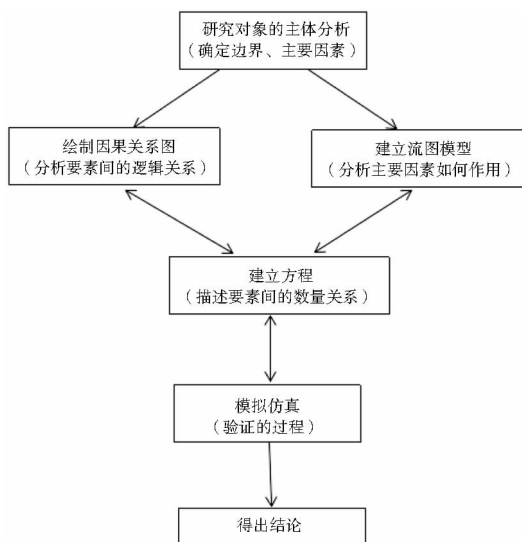 研究对象的主体分析
（确定边界、主要因素）
绘制因果关系图
（分析要素间的逻辑关系）
建立流图模型
（分析主要因素如何作用）
建立方程
（描述要素间的数量关系）
模拟仿真
（验证的过程）
得出结论